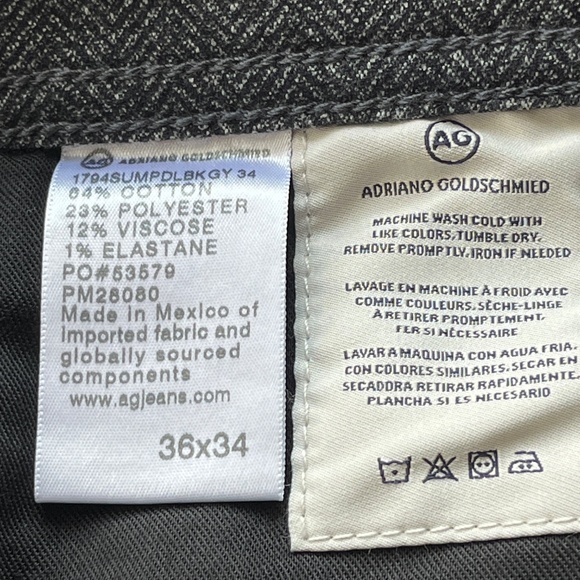 AG ADRIANO GOLDSCHMIED
1794SUMPDLBKGY 34
64% COTTON
23% POLYESTER
12% VISCOSE
1% ELASTANE
PO#53579
PM26080
Made in Mexico of
imported fabric and
globally sourced
components
www.agjeans.com
36x34
AG
ADRIANO GOLDSCHMIED
MACHINE WASH COLD WITH
LIKE COLORS. TUMBLE DRY.
REMOVE PROMPTLY. IRON IF NEEDED
LAVAGE EN MACHINE À FROID AVEC
COMME COULEURS. SÈCHE-LINGE
À RETIRER PROMPTEMENT.
FER SI NÉCESSAIRE
LAVAR A MAQUINA CON AGUA FRIA.
CON COLORES SIMILARES. SECAR EN
SECADORA RETIRAR RAPIDAMENTE.
PLANCHA SI ES NECESARIO